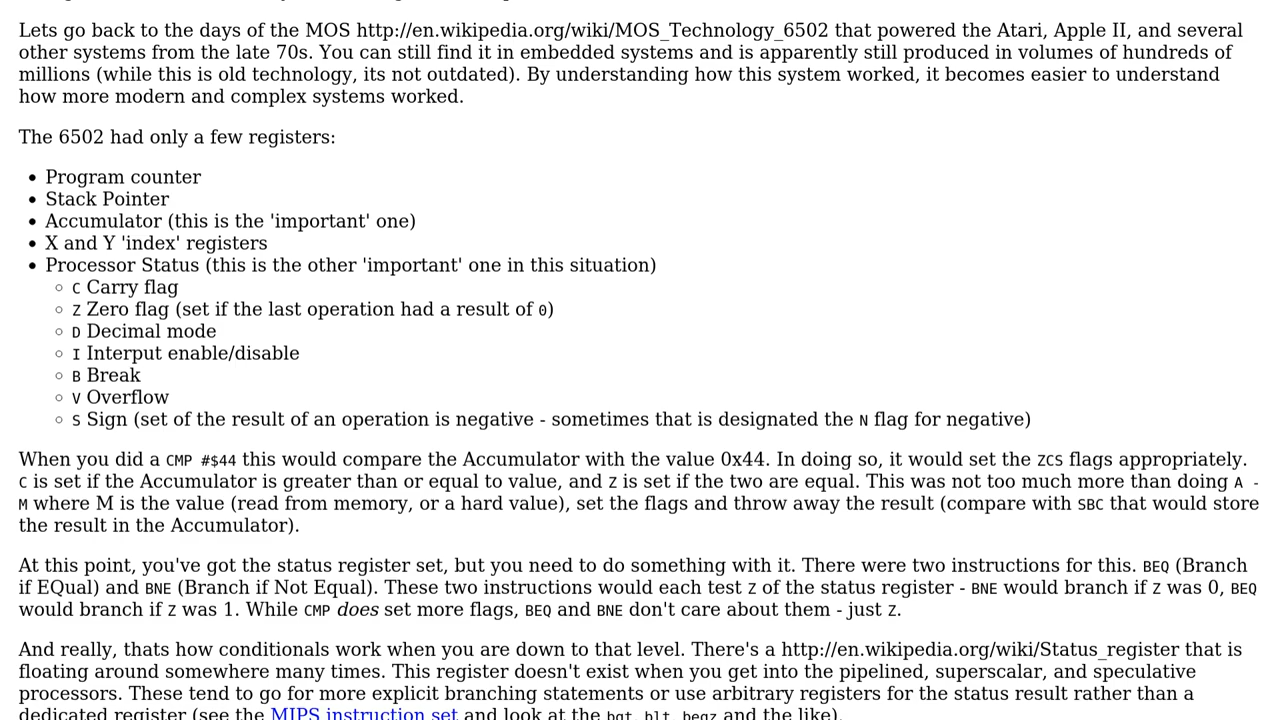 Lets go back to the days of the MOS http://en.wikipedia.org/wiki/MOS_Technology_6502 that powered the Atari, Apple II, and several
other systems from the late 70s. You can still find it in embedded systems and is apparently still produced in volumes of hundreds of
millions (while this is old technology, its not outdated). By understanding how this system worked, it becomes easier to understand
how more modern and complex systems worked.
The 6502 had only a few registers:
• Program counter
• Stack Pointer
• Accumulator (this is the 'important' one)
• X and Y 'index' registers
• Processor Status (this is the other 'important' one in this situation)
◦ C Carry flag
◦ Z Zero flag (set if the last operation had a result of 0)
◦ D Decimal mode
◦ I Interput enable/disable
◦ B Break
◦ V Overflow
◦ S Sign (set of the result of an operation is negative - sometimes that is designated the N flag for negative)
When you did a CMP #$44 this would compare the Accumulator with the value 0x44. In doing so, it would set the ZCS flags appropriately.
C is set if the Accumulator is greater than or equal to value, and Z is set if the two are equal. This was not too much more than doing A -
M where M is the value (read from memory, or a hard value), set the flags and throw away the result (compare with SBC that would store
the result in the Accumulator).
At this point, you've got the status register set, but you need to do something with it. There were two instructions for this. BEQ (Branch
if EQual) and BNE (Branch if Not Equal). These two instructions would each test Z of the status register - BNE would branch if Z was 0, BEQ
would branch if Z was 1. While CMP does set more flags, BEQ and BNE don't care about them - just Z.
And really, thats how conditionals work when you are down to that level. There's a http://en.wikipedia.org/wiki/Status_register that is
floating around somewhere many times. This register doesn't exist when you get into the pipelined, superscalar, and speculative
processors. These tend to go for more explicit branching statements or use arbitrary registers for the status result rather than a
dedicated register (see the MIPS instruction set and look at the bgt, blt, beqz and the like).